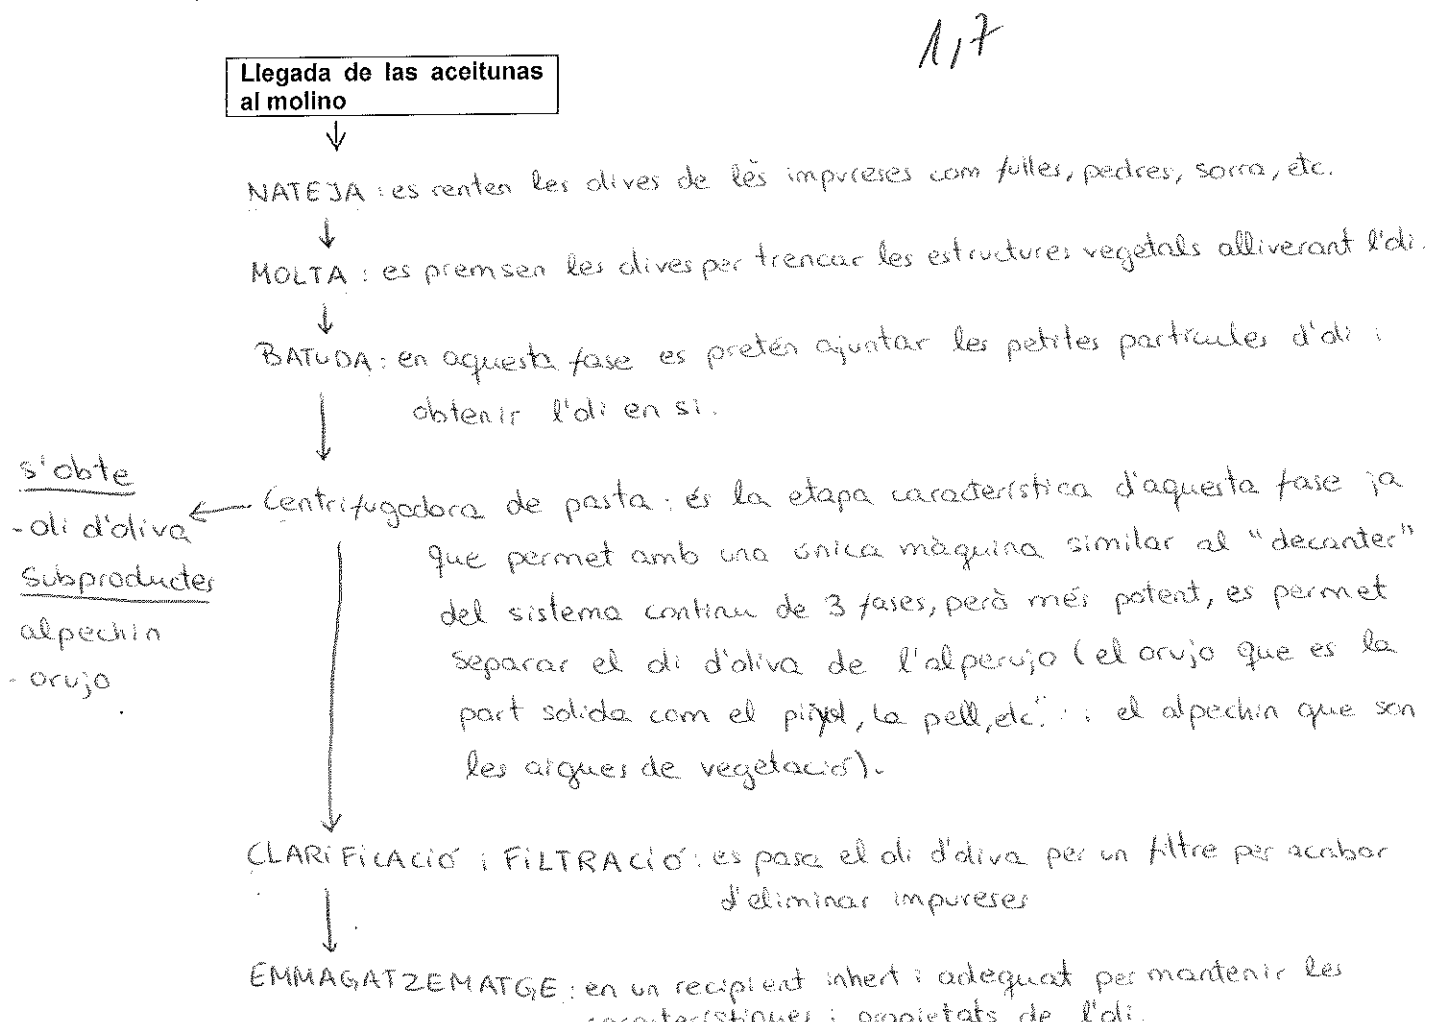 1,7
Llegada de las aceitunas
al molino
NATEJA : es renten les olives de les impureses com fulles, pedres, sorra, etc.
MOLTA : es premsen les olives per trencar les estructures vegetals alliverant l'oli.
BATUDA : en aquesta fase es pretén ajuntar les petites partícules d'oli i
obtenir l'oli en si.
s'obte
- oli d'oliva
Subproductes
alpechin
- orujo
Centrifugadora de pasta : és la etapa característica d'aquesta fase ja
que permet amb una única màquina similar al "decanter"
del sistema continu de 3 fases, però més potent, es permet
separar el oli d'oliva de l'alperujo (el orujo que es la
part solida com el pinyol, la pell, etc. i el alpechin que son
les aigues de vegetació).
CLARIFICACIÓ i FILTRACIÓ : es pasa el oli d'oliva per un filtre per acabar
d'eliminar impureses
EMMAGATZEMATGE : en un recipient inhert i adequat per mantenir les
característiques i propietats de l'oli.